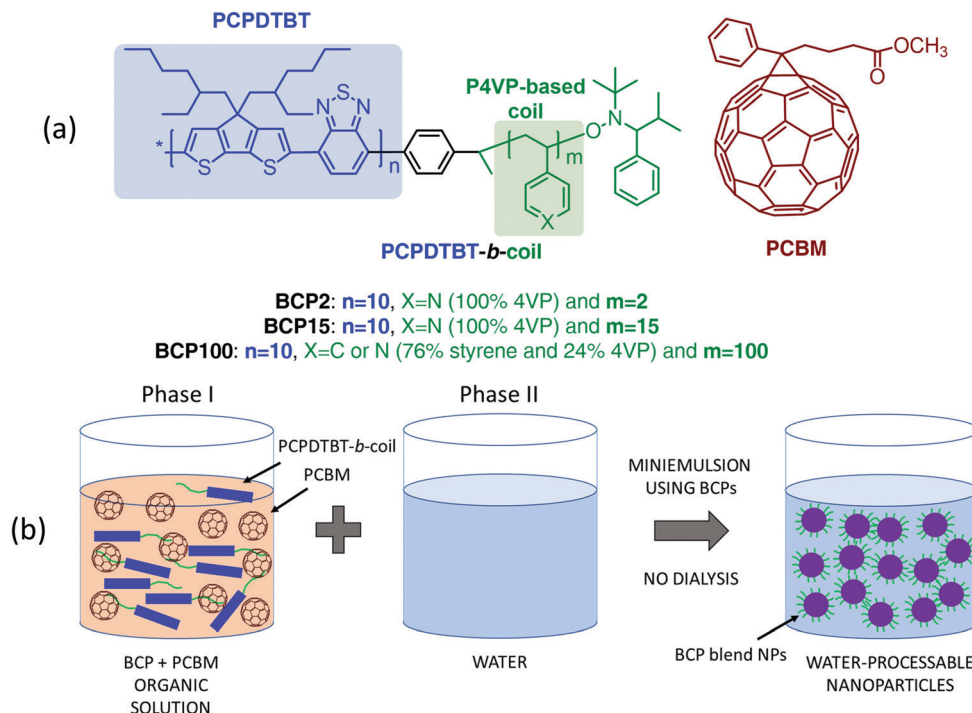 PCPDTBT
(a)
S
N
N
S
S
*
n
P4VP-based
coil
m
X
O
N
PCPDTBT-b-coil
OCH3
O
PCBM
BCP2: n=10, X=N (100% 4VP) and m=2
BCP15: n=10, X=N (100% 4VP) and m=15
BCP100: n=10, X=C or N (76% styrene and 24% 4VP) and m=100
Phase I
Phase II
PCPDTBT-b-coil
PCBM
(b)
MINIEMULSION
USING BCPs
NO DIALYSIS
BCP blend NPs
BCP + PCBM
ORGANIC
SOLUTION
WATER
WATER-PROCESSABLE
NANOPARTICLES